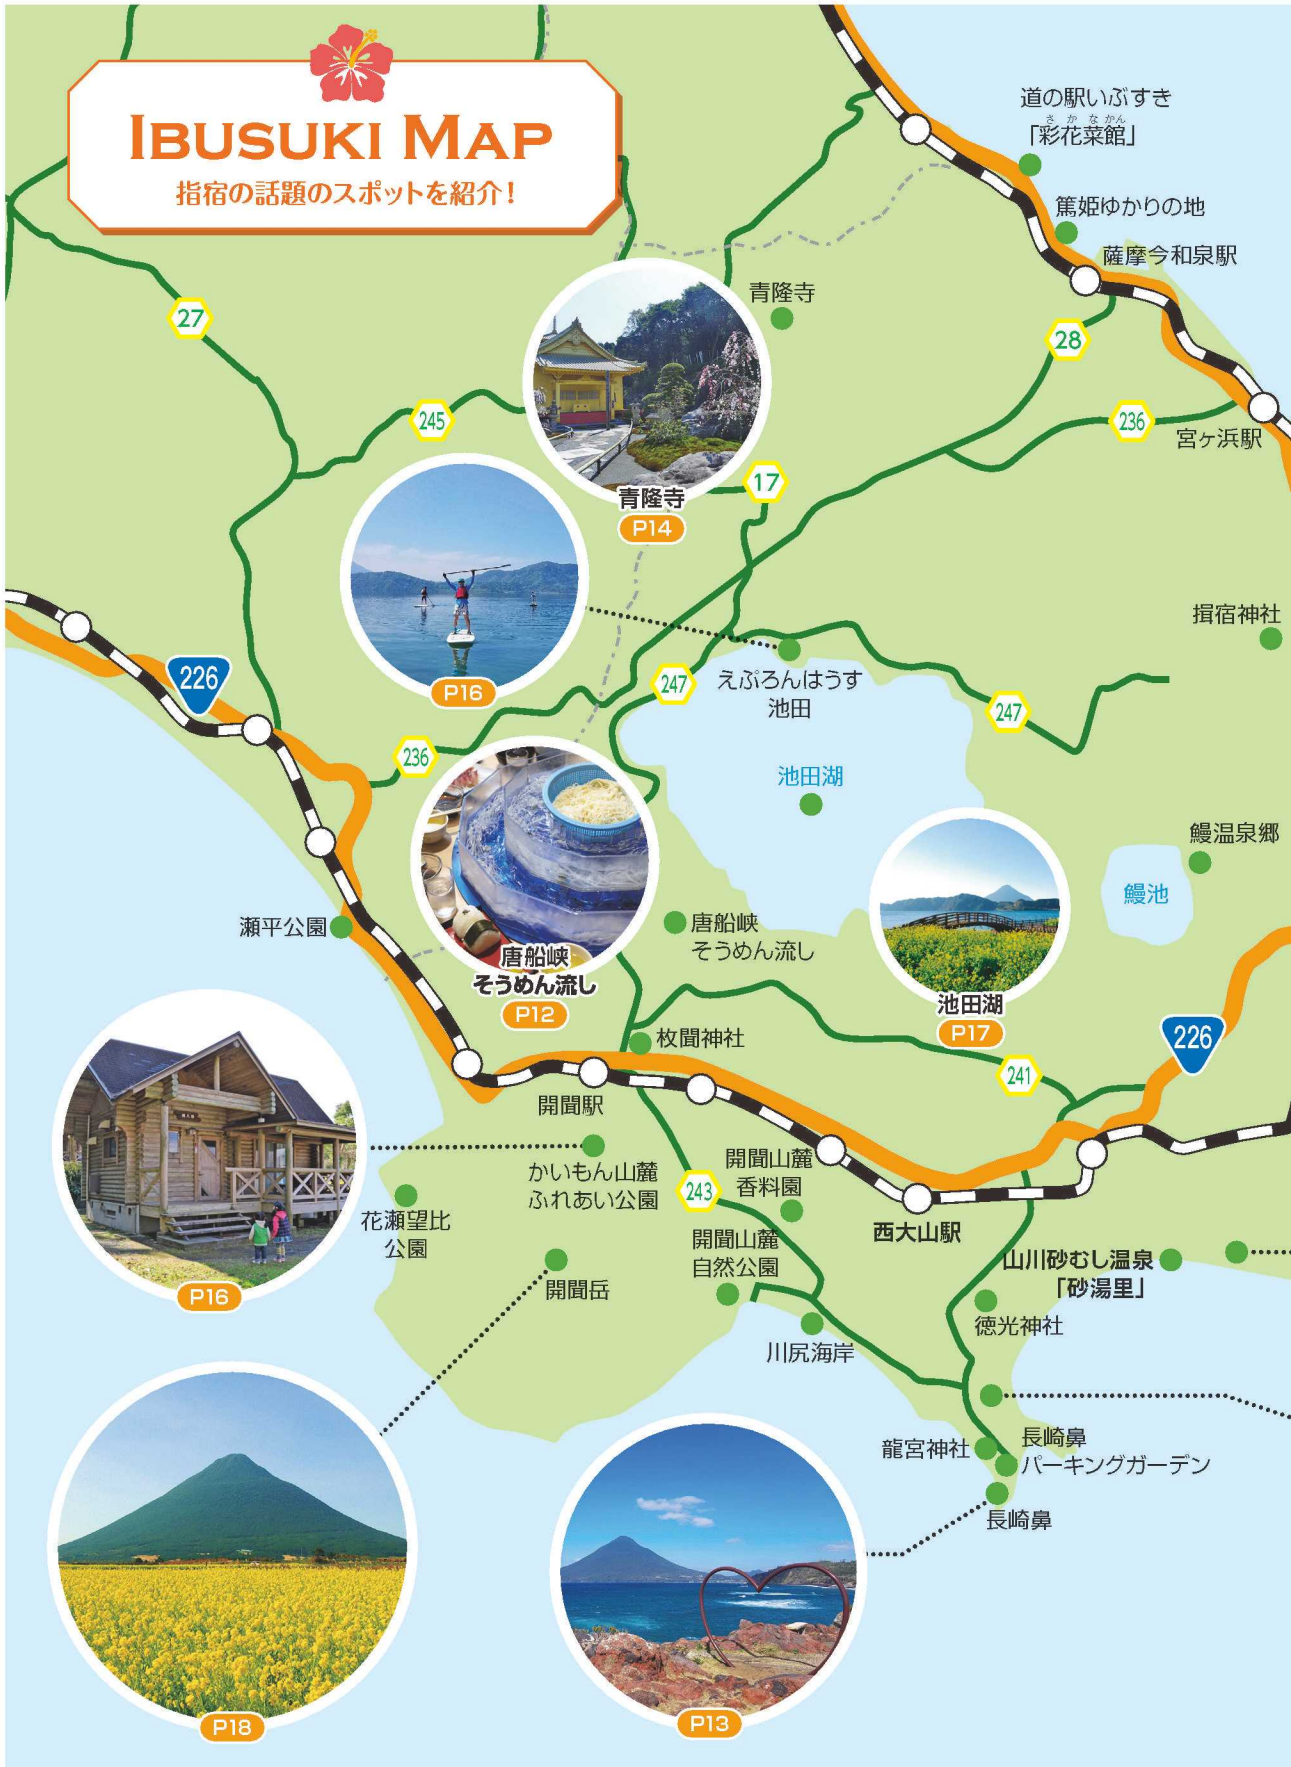 IBUSUKI MAP
指宿の話題のスポットを紹介!
道の駅いぶすき
さかなかん
「彩花菜館」
篤姫ゆかりの地
薩摩今和泉駅
青隆寺
27
28
245
236
宮ヶ浜駅
17
青隆寺
P14
揖宿神社
226
P16
247
えぷろんはうす
池田
247
236
池田湖
鰻温泉郷
鰻池
瀬平公園
唐船峡
そうめん流し
唐船峡
そうめん流し
P12
池田湖
P17
枚聞神社
226
241
開聞駅
かいもん山麓
ふれあい公園
開聞山麓
香料園
243
花瀬望比
公園
西大山駅
開聞山麓
自然公園
山川砂むし温泉
「砂湯里」
P16
開聞岳
徳光神社
川尻海岸
龍宮神社
長崎鼻
パーキングガーデン
長崎鼻
P18
P13